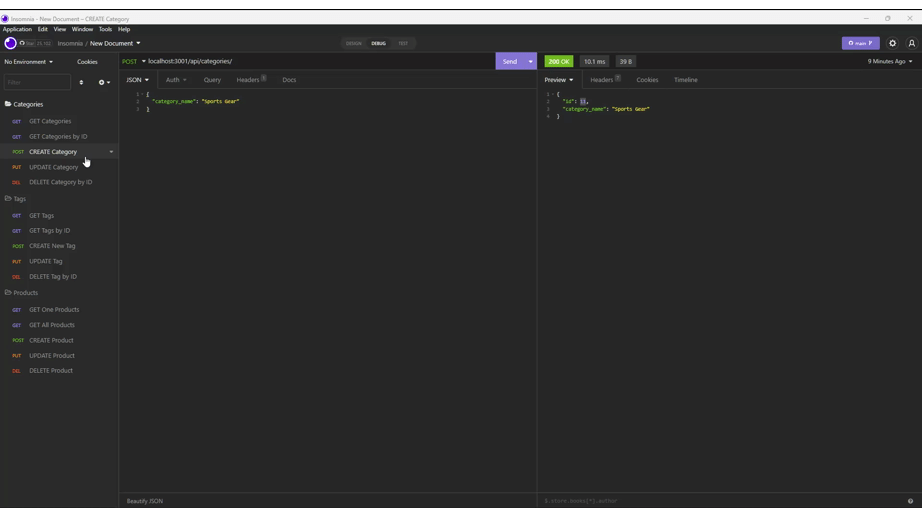 Insomnia - New Document – CREATE Category
Application Edit View Window Tools Help
Insomnia / New Document
DESIGN DEBUG TEST
main
No Environment Cookies
POST localhost:3001/api/categories/ Send
200 OK 10.1 ms 39 B 9 Minutes Ago
Filter
JSON Auth Query Headers 1 Docs
Preview Headers 7 Cookies Timeline
Categories
GET GET Categories
GET GET Categories by ID
POST CREATE Category
PUT UPDATE Category
DEL DELETE Category by ID
Tags
GET GET Tags
GET GET Tags by ID
POST CREATE New Tag
PUT UPDATE Tag
DEL DELETE Tag by ID
Products
GET GET One Products
GET GET All Products
POST CREATE Product
PUT UPDATE Product
DEL DELETE Product
1 {
2 "category_name": "Sports Gear"
3 }
1 {
2 "id": ,
3 "category_name": "Sports Gear"
4 }
Beautify JSON
$.store.books[*].author